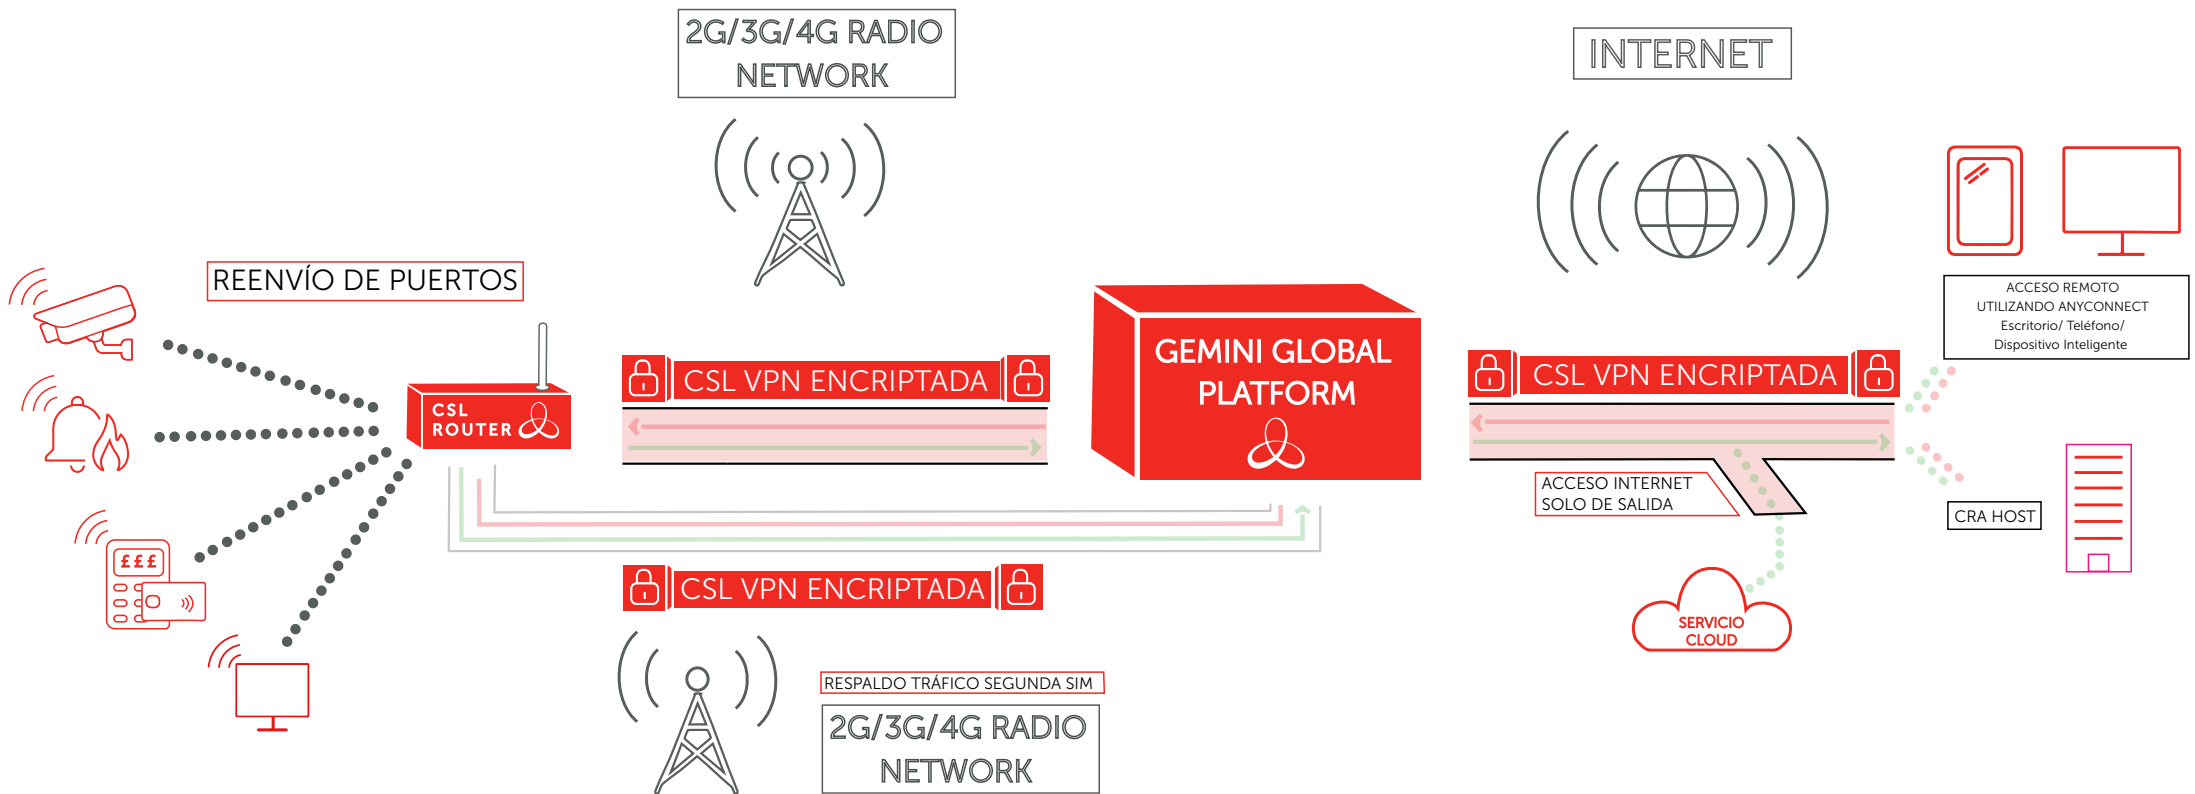 2G/3G/4G RADIO
NETWORK
INTERNET
REENVÍO DE PUERTOS
ACCESO REMOTO
UTILIZANDO ANYCONNECT
Escritorio/ Teléfono/
Dispositivo Inteligente
GEMINI GLOBAL
PLATFORM
CSL VPN ENCRIPTADA
CSL VPN ENCRIPTADA
CSL
ROUTER
ACCESO INTERNET
SOLO DE SALIDA
CRA HOST
£££
CSL VPN ENCRIPTADA
SERVICIO
CLOUD
RESPALDO TRÁFICO SEGUNDA SIM
2G/3G/4G RADIO
NETWORK